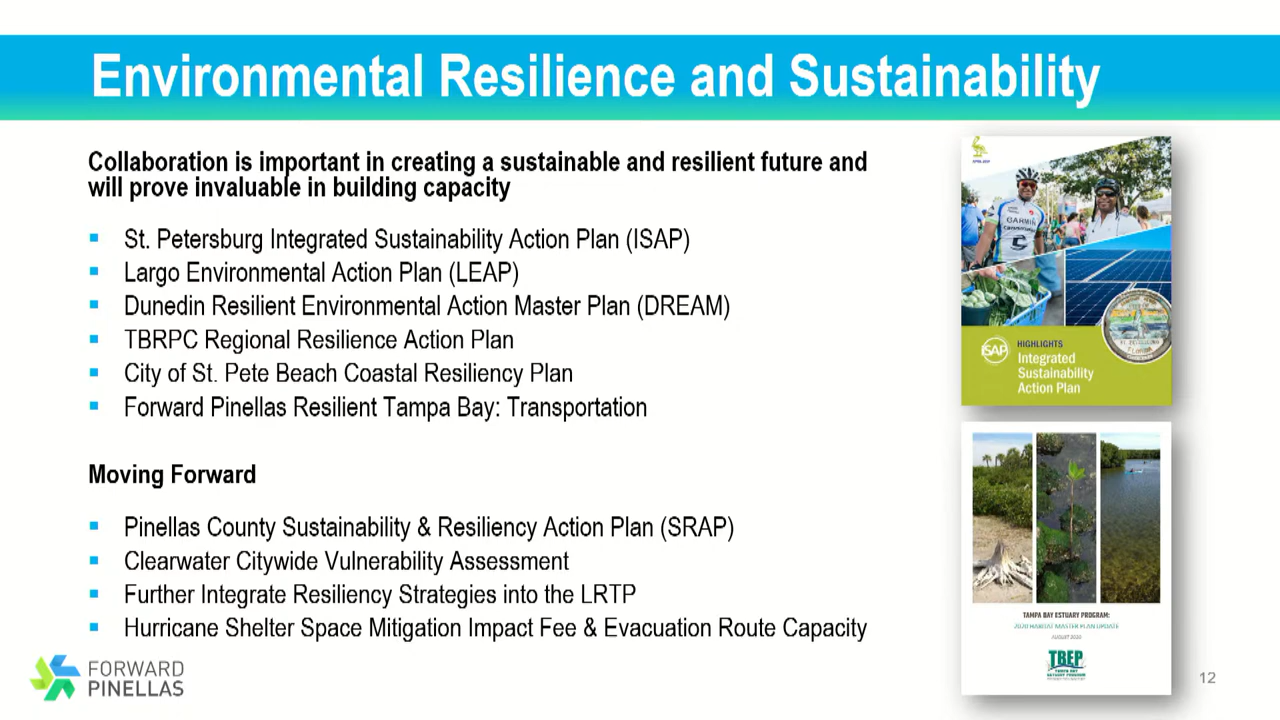 Environmental Resilience and Sustainability
Collaboration is important in creating a sustainable and resilient future and
will prove invaluable in building capacity
St. Petersburg Integrated Sustainability Action Plan (ISAP)
Largo Environmental Action Plan (LEAP)
Dunedin Resilient Environmental Action Master Plan (DREAM)
TBRPC Regional Resilience Action Plan
City of St. Pete Beach Coastal Resiliency Plan
Forward Pinellas Resilient Tampa Bay: Transportation
Moving Forward
Pinellas County Sustainability & Resiliency Action Plan (SRAP)
Clearwater Citywide Vulnerability Assessment
Further Integrate Resiliency Strategies into the LRTP
Hurricane Shelter Space Mitigation Impact Fee & Evacuation Route Capacity
FORWARD
PINELLAS
GARMIN
ISAP
HIGHLIGHTS
Integrated
Sustainability
Action Plan
TAMPA BAY ESTUARY PROGRAM:
2020 HABITAT MASTER PLAN UPDATE
AUGUST 2020
TBEP
TAMPA BAY
ESTUARY PROGRAM
12